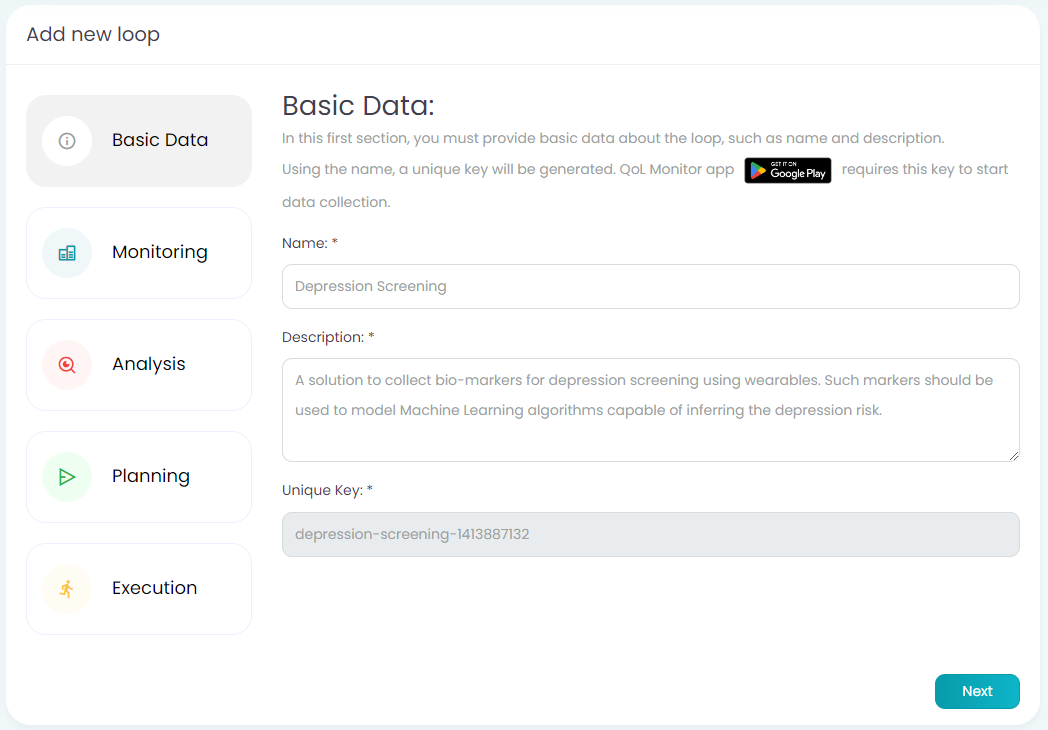 Add new loop
Basic Data
Monitoring
Analysis
Planning
Execution
Basic Data:
In this first section, you must provide basic data about the loop, such as name and description.
Using the name, a unique key will be generated. QoL Monitor app GET IT ON Google Play requires this key to start
data collection.
Name: *
Depression Screening
Description: *
A solution to collect bio-markers for depression screening using wearables. Such markers should be
used to model Machine Learning algorithms capable of inferring the depression risk.
Unique Key: *
depression-screening-1413887132
Next